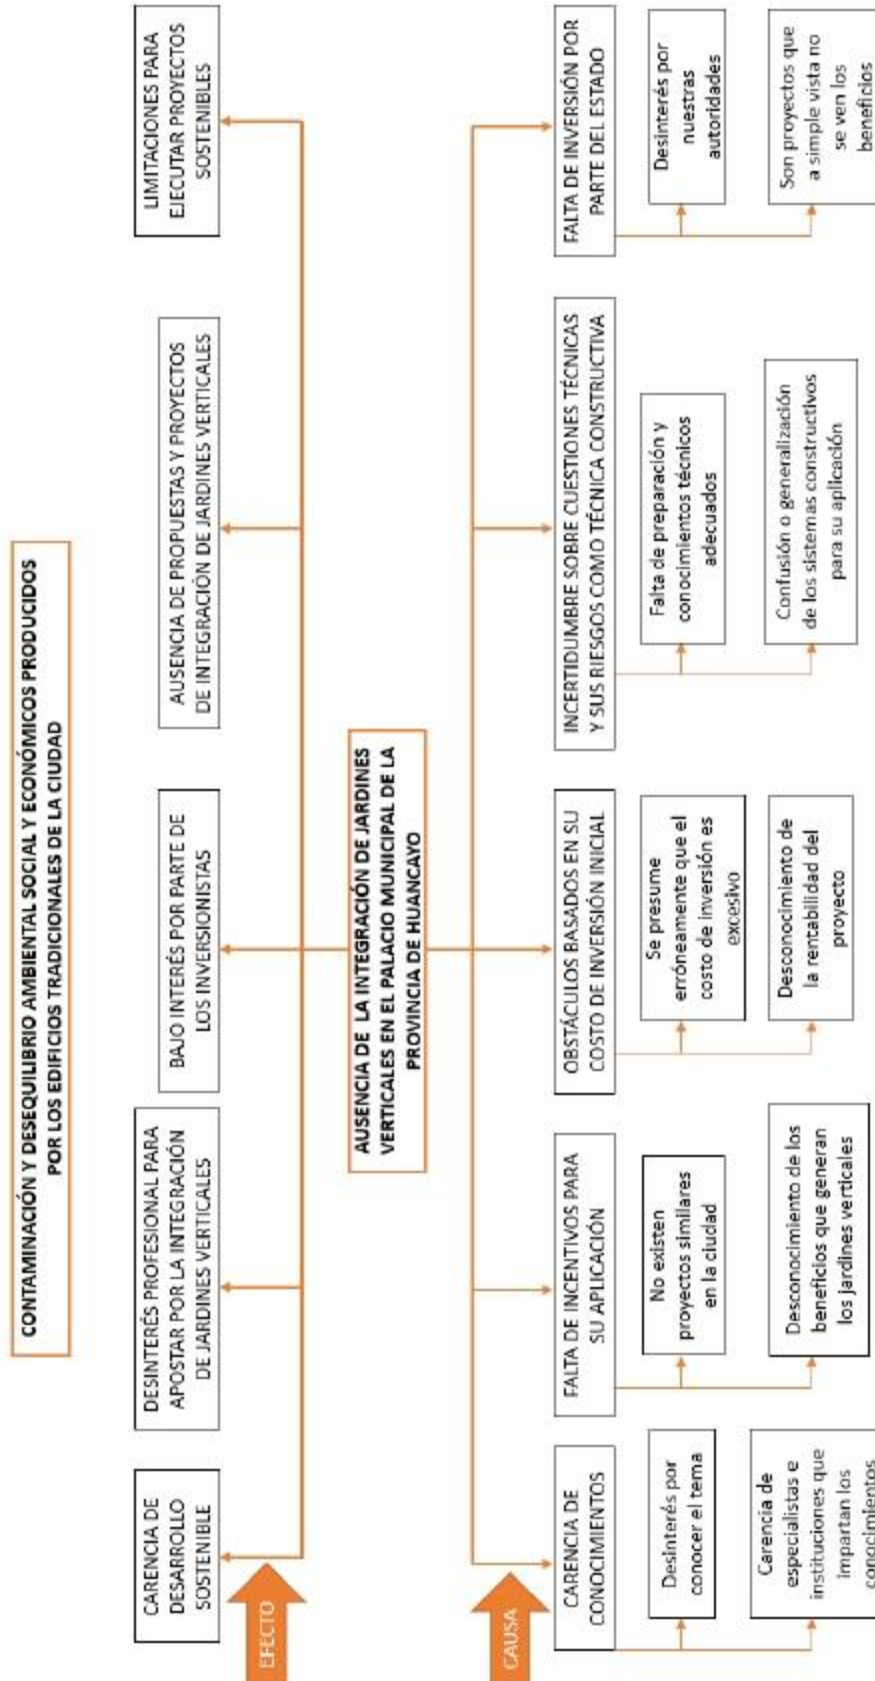 CONTAMINACIÓN Y DESEQUILIBRIO AMBIENTAL SOCIAL Y ECONÓMICOS PRODUCIDOS
POR LOS EDIFICIOS TRADICIONALES DE LA CIUDAD
CARENCIA DE
DESARROLLO
SOSTENIBLE
DESINTERÉS PROFESIONAL PARA
APOSTAR POR LA INTEGRACIÓN
DE JARDINES VERTICALES
BAJO INTERÉS POR PARTE DE
LOS INVERSIONISTAS
AUSENCIA DE PROPUESTAS Y PROYECTOS
DE INTEGRACIÓN DE JARDINES VERTICALES
LIMITACIONES PARA
EJECUTAR PROYECTOS
SOSTENIBLES
EFECTO
AUSENCIA DE LA INTEGRACIÓN DE JARDINES
VERTICALES EN EL PALACIO MUNICIPAL DE LA
PROVINCIA DE HUANCAYO
CAUSA
CARENCIA DE
CONOCIMIENTOS
Desinterés por
conocer el tema
Carencia de
especialistas e
instituciones que
impartan los
conocimientos
FALTA DE INCENTIVOS PARA
SU APLICACIÓN
No existen
proyectos similares
en la ciudad
Desconocimiento de los
beneficios que generan
los jardines verticales
OBSTÁCULOS BASADOS EN SU
COSTO DE INVERSIÓN INICIAL
Se presume
erróneamente que el
costo de inversión es
excesivo
Desconocimiento de
la rentabilidad del
proyecto
INCERTIDUMBRE SOBRE CUESTIONES TÉCNICAS
Y SUS RIESGOS COMO TÉCNICA CONSTRUCTIVA
Falta de preparación y
conocimientos técnicos
adecuados
Confusión o generalización
de los sistemas constructivos
para su aplicación
FALTA DE INVERSIÓN POR
PARTE DEL ESTADO
Desinterés por
nuestras
autoridades
Son proyectos que
a simple vista no
se ven los
beneficios